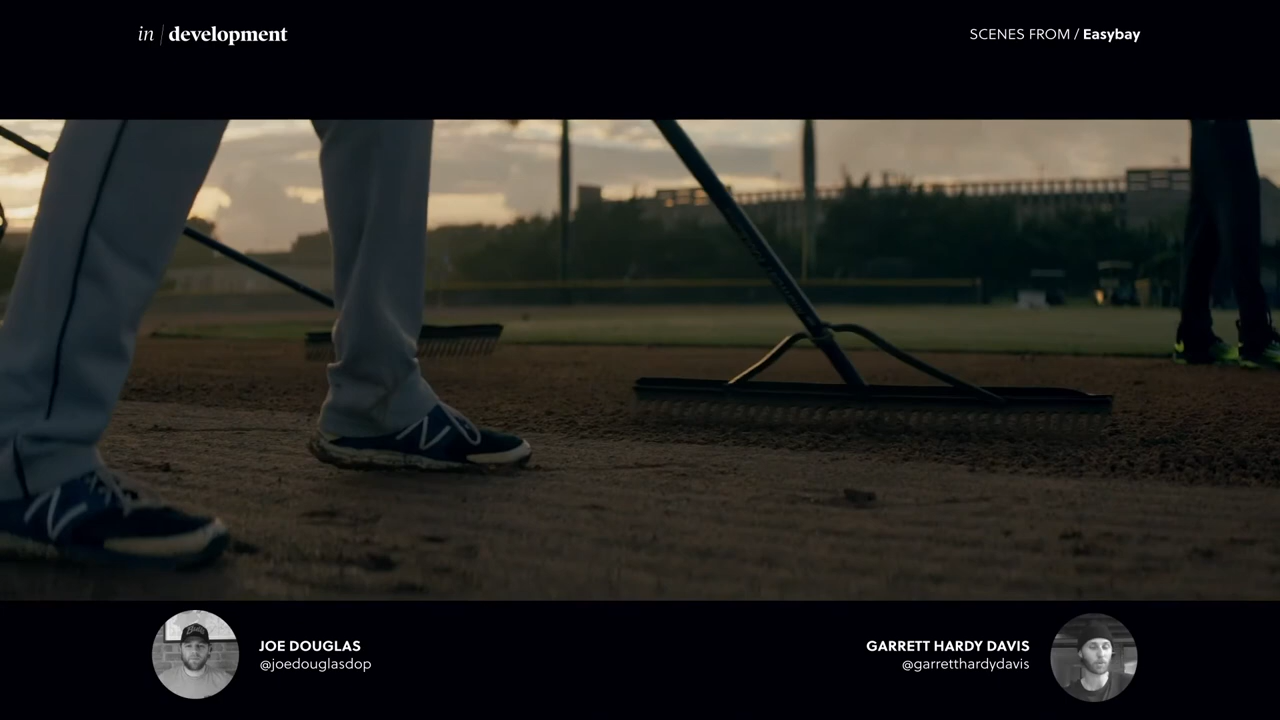 in | development
SCENES FROM / Easybay
JOE DOUGLAS
@joedouglasdop
GARRETT HARDY DAVIS
@garretthardydavis